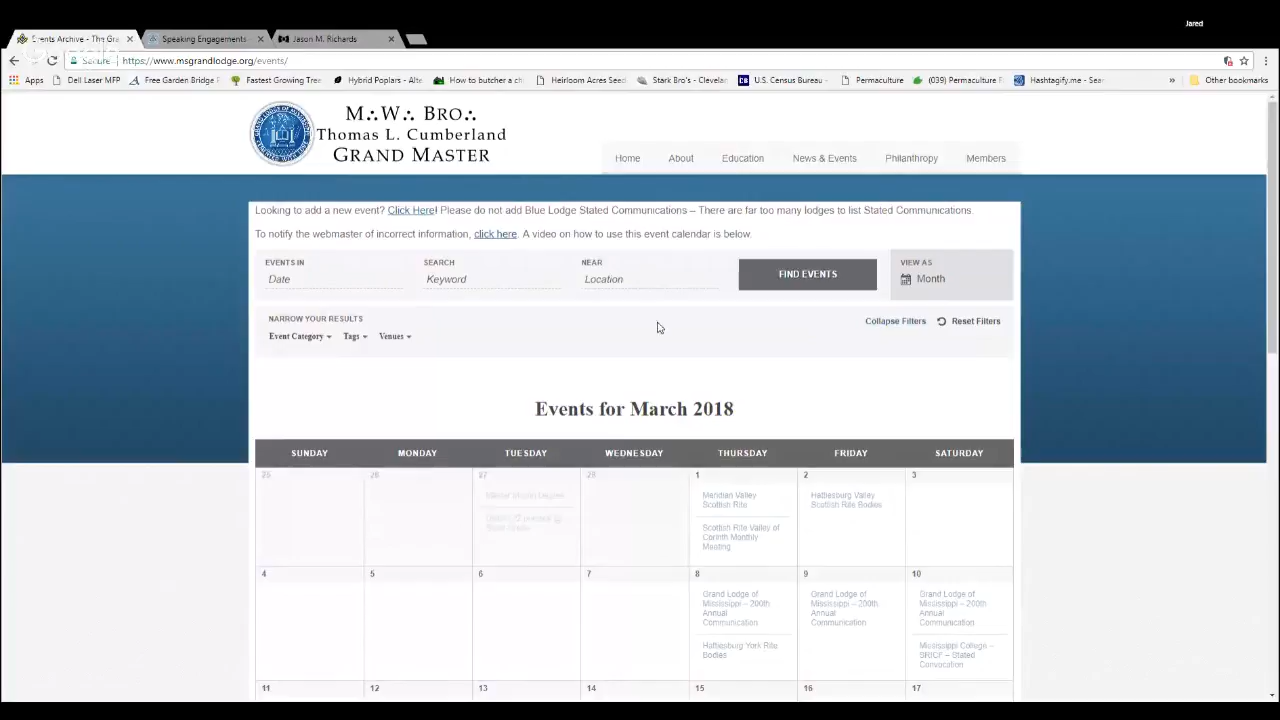 Jared
Events Archive - The Gra
Speaking Engagements
Jason M. Richards
Secure
https://www.msgrandlodge.org/events/
Apps
Dell Laser MFP
Free Garden Bridge P
Fastest Growing Tree
Hybrid Poplars - Alte
How to butcher a ch
Heirloom Acres Seed
Stark Bro's - Chestan
U.S. Census Bureau -
Permaculture
(039) Permaculture Fu
Hashtagify.me - Sear
»
Other bookmarks
M∴W∴ Bro∴
Thomas L. Cumberland
Grand Master
Home
About
Education
News & Events
Philanthropy
Members
Looking to add a new event? Click Here! Please do not add Blue Lodge Stated Communications – There are far too many lodges to list Stated Communications.
To notify the webmaster of incorrect information, click here. A video on how to use this event calendar is below.
EVENTS IN
Date
SEARCH
Keyword
NEAR
Location
FIND EVENTS
VIEW AS
Month
NARROW YOUR RESULTS
Collapse Filters
Reset Filters
Event Category
Tags
Venues
Events for March 2018
SUNDAY
MONDAY
TUESDAY
WEDNESDAY
THURSDAY
FRIDAY
SATURDAY
25
26
27
Master Mason Degree
28
1
Meridian Valley
Scottish Rite
Scottish Rite Valley of
Corinth Monthly
Meeting
2
Hattiesburg Valley
Scottish Rite Bodies
3
4
5
6
7
8
Grand Lodge of
Mississippi – 200th
Annual
Communication
Hattiesburg York Rite
Bodies
9
Grand Lodge of
Mississippi – 200th
Annual
Communication
10
Grand Lodge of
Mississippi – 200th
Annual
Communication
Mississippi College –
SRICF – Stated
Convocation
11
12
13
14
15
16
17